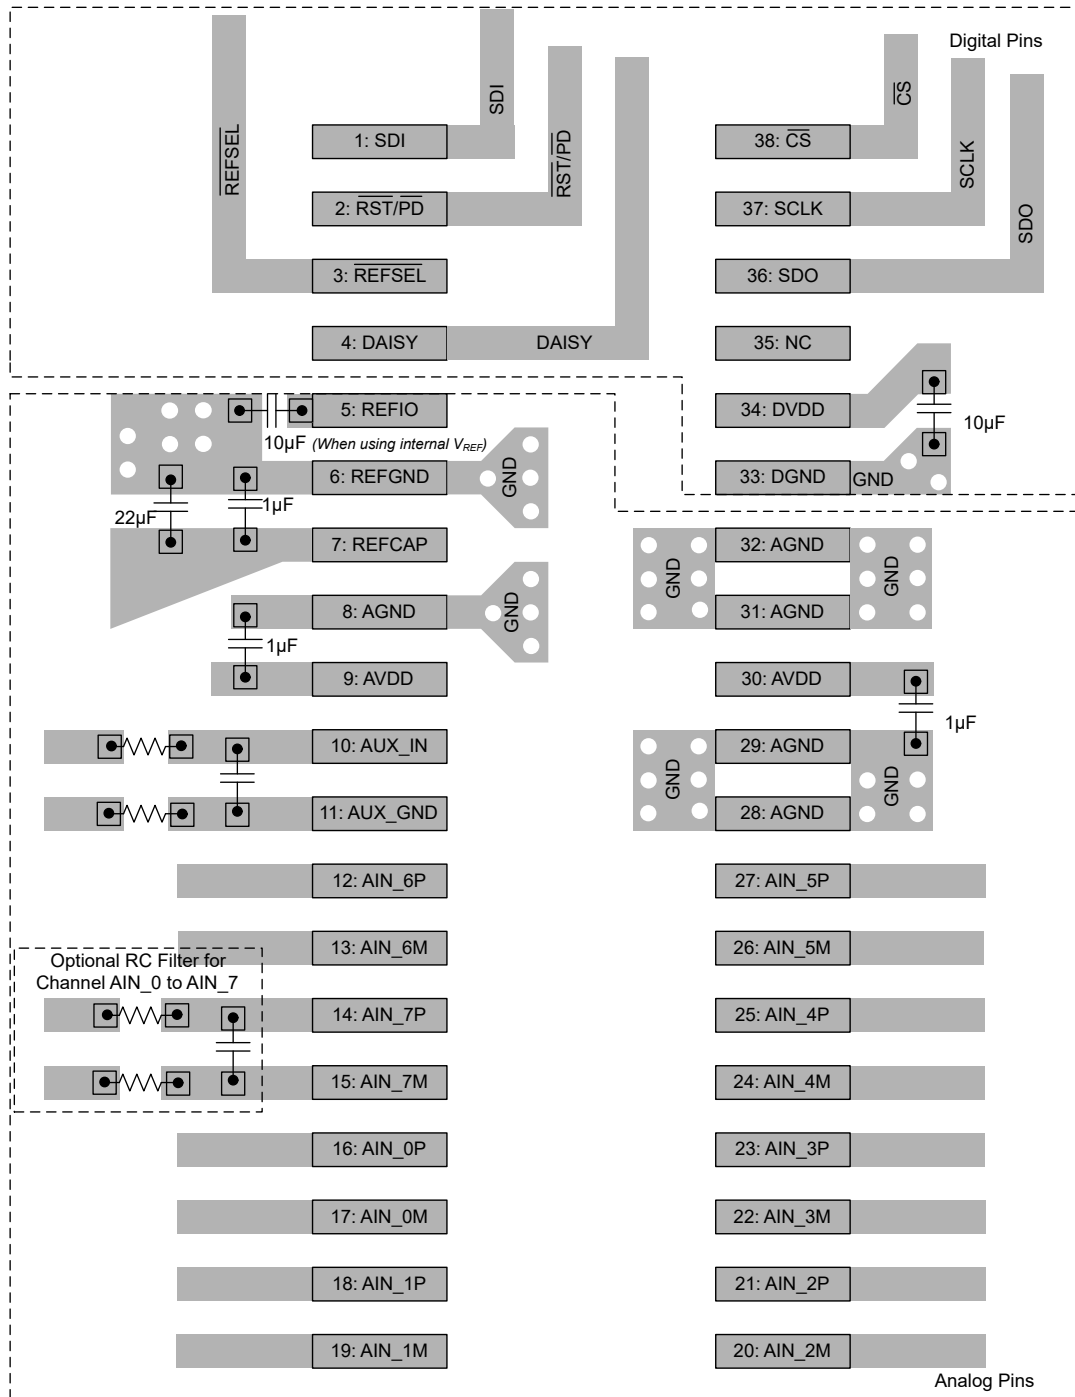 Digital Pins
REFSEL
SDI
RST/PD
CS
SCLK
SDO
1: SDI
38: CS
2: RST/PD
37: SCLK
3: REFSEL
36: SDO
4: DAISY
DAISY
35: NC
5: REFIO
34: DVDD
10µF (When using internal VREF)
10µF
6: REFGND
GND
33: DGND
GND
22µF
1µF
7: REFCAP
32: AGND
GND
GND
8: AGND
GND
31: AGND
1µF
9: AVDD
30: AVDD
1µF
10: AUX_IN
29: AGND
GND
GND
11: AUX_GND
28: AGND
12: AIN_6P
27: AIN_5P
13: AIN_6M
26: AIN_5M
Optional RC Filter for
Channel AIN_0 to AIN_7
14: AIN_7P
25: AIN_4P
15: AIN_7M
24: AIN_4M
16: AIN_0P
23: AIN_3P
17: AIN_0M
22: AIN_3M
18: AIN_1P
21: AIN_2P
19: AIN_1M
20: AIN_2M
Analog Pins